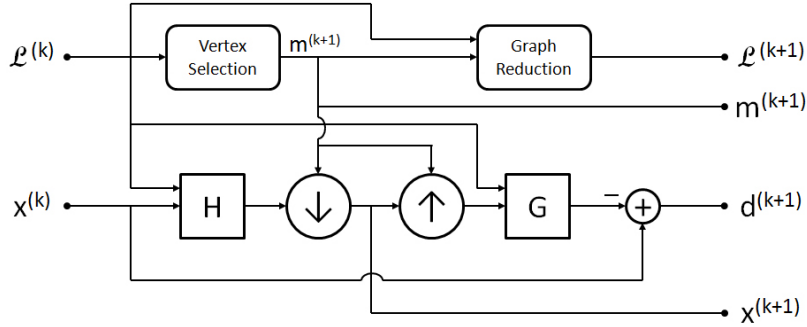 ℒ(k)
Vertex
Selection
m(k+1)
Graph
Reduction
ℒ(k+1)
m(k+1)
x(k)
H
↓
↑
G
−
+
d(k+1)
x(k+1)